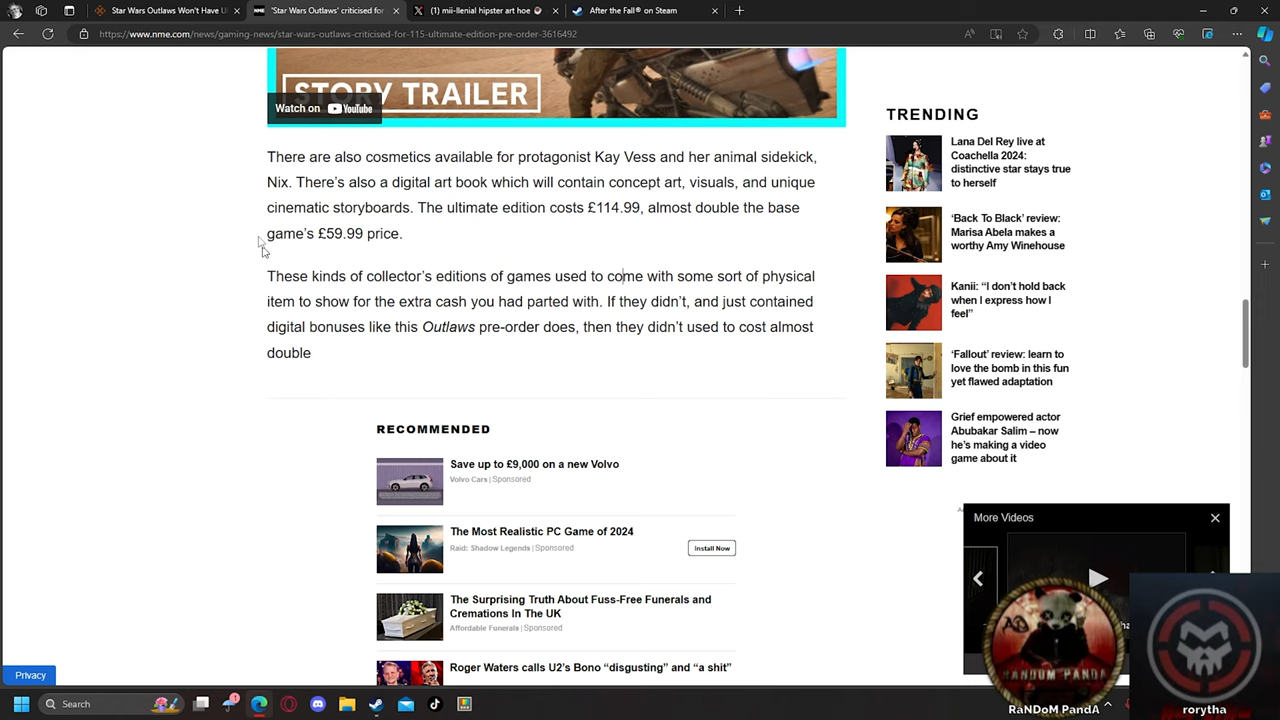 Star Wars Outlaws Won't Have U
'Star Wars Outlaws' criticised for
(1) mii-llenial hipster art hoe
After the Fall® on Steam
https://www.nme.com/news/gaming-news/star-wars-outlaws-criticised-for-115-ultimate-edition-pre-order-3616492
STORY TRAILER
Watch on YouTube
There are also cosmetics available for protagonist Kay Vess and her animal sidekick,
Nix. There's also a digital art book which will contain concept art, visuals, and unique
cinematic storyboards. The ultimate edition costs £114.99, almost double the base
game's £59.99 price.
These kinds of collector's editions of games used to come with some sort of physical
item to show for the extra cash you had parted with. If they didn't, and just contained
digital bonuses like this Outlaws pre-order does, then they didn't used to cost almost
double
RECOMMENDED
Save up to £9,000 on a new Volvo
Volvo Cars | Sponsored
The Most Realistic PC Game of 2024
Raid: Shadow Legends | Sponsored
Install Now
The Surprising Truth About Fuss-Free Funerals and
Cremations In The UK
Affordable Funerals | Sponsored
Roger Waters calls U2's Bono "disgusting" and "a shit"
TRENDING
Lana Del Rey live at
Coachella 2024:
distinctive star stays true
to herself
'Back To Black' review:
Marisa Abela makes a
worthy Amy Winehouse
Kanii: "I don't hold back
when I express how I
feel"
'Fallout' review: learn to
love the bomb in this fun
yet flawed adaptation
Grief empowered actor
Abubakar Salim – now
he's making a video
game about it
More Videos
RANDOM PANDA
RaNDoM PandA
rorytha
Privacy
Search